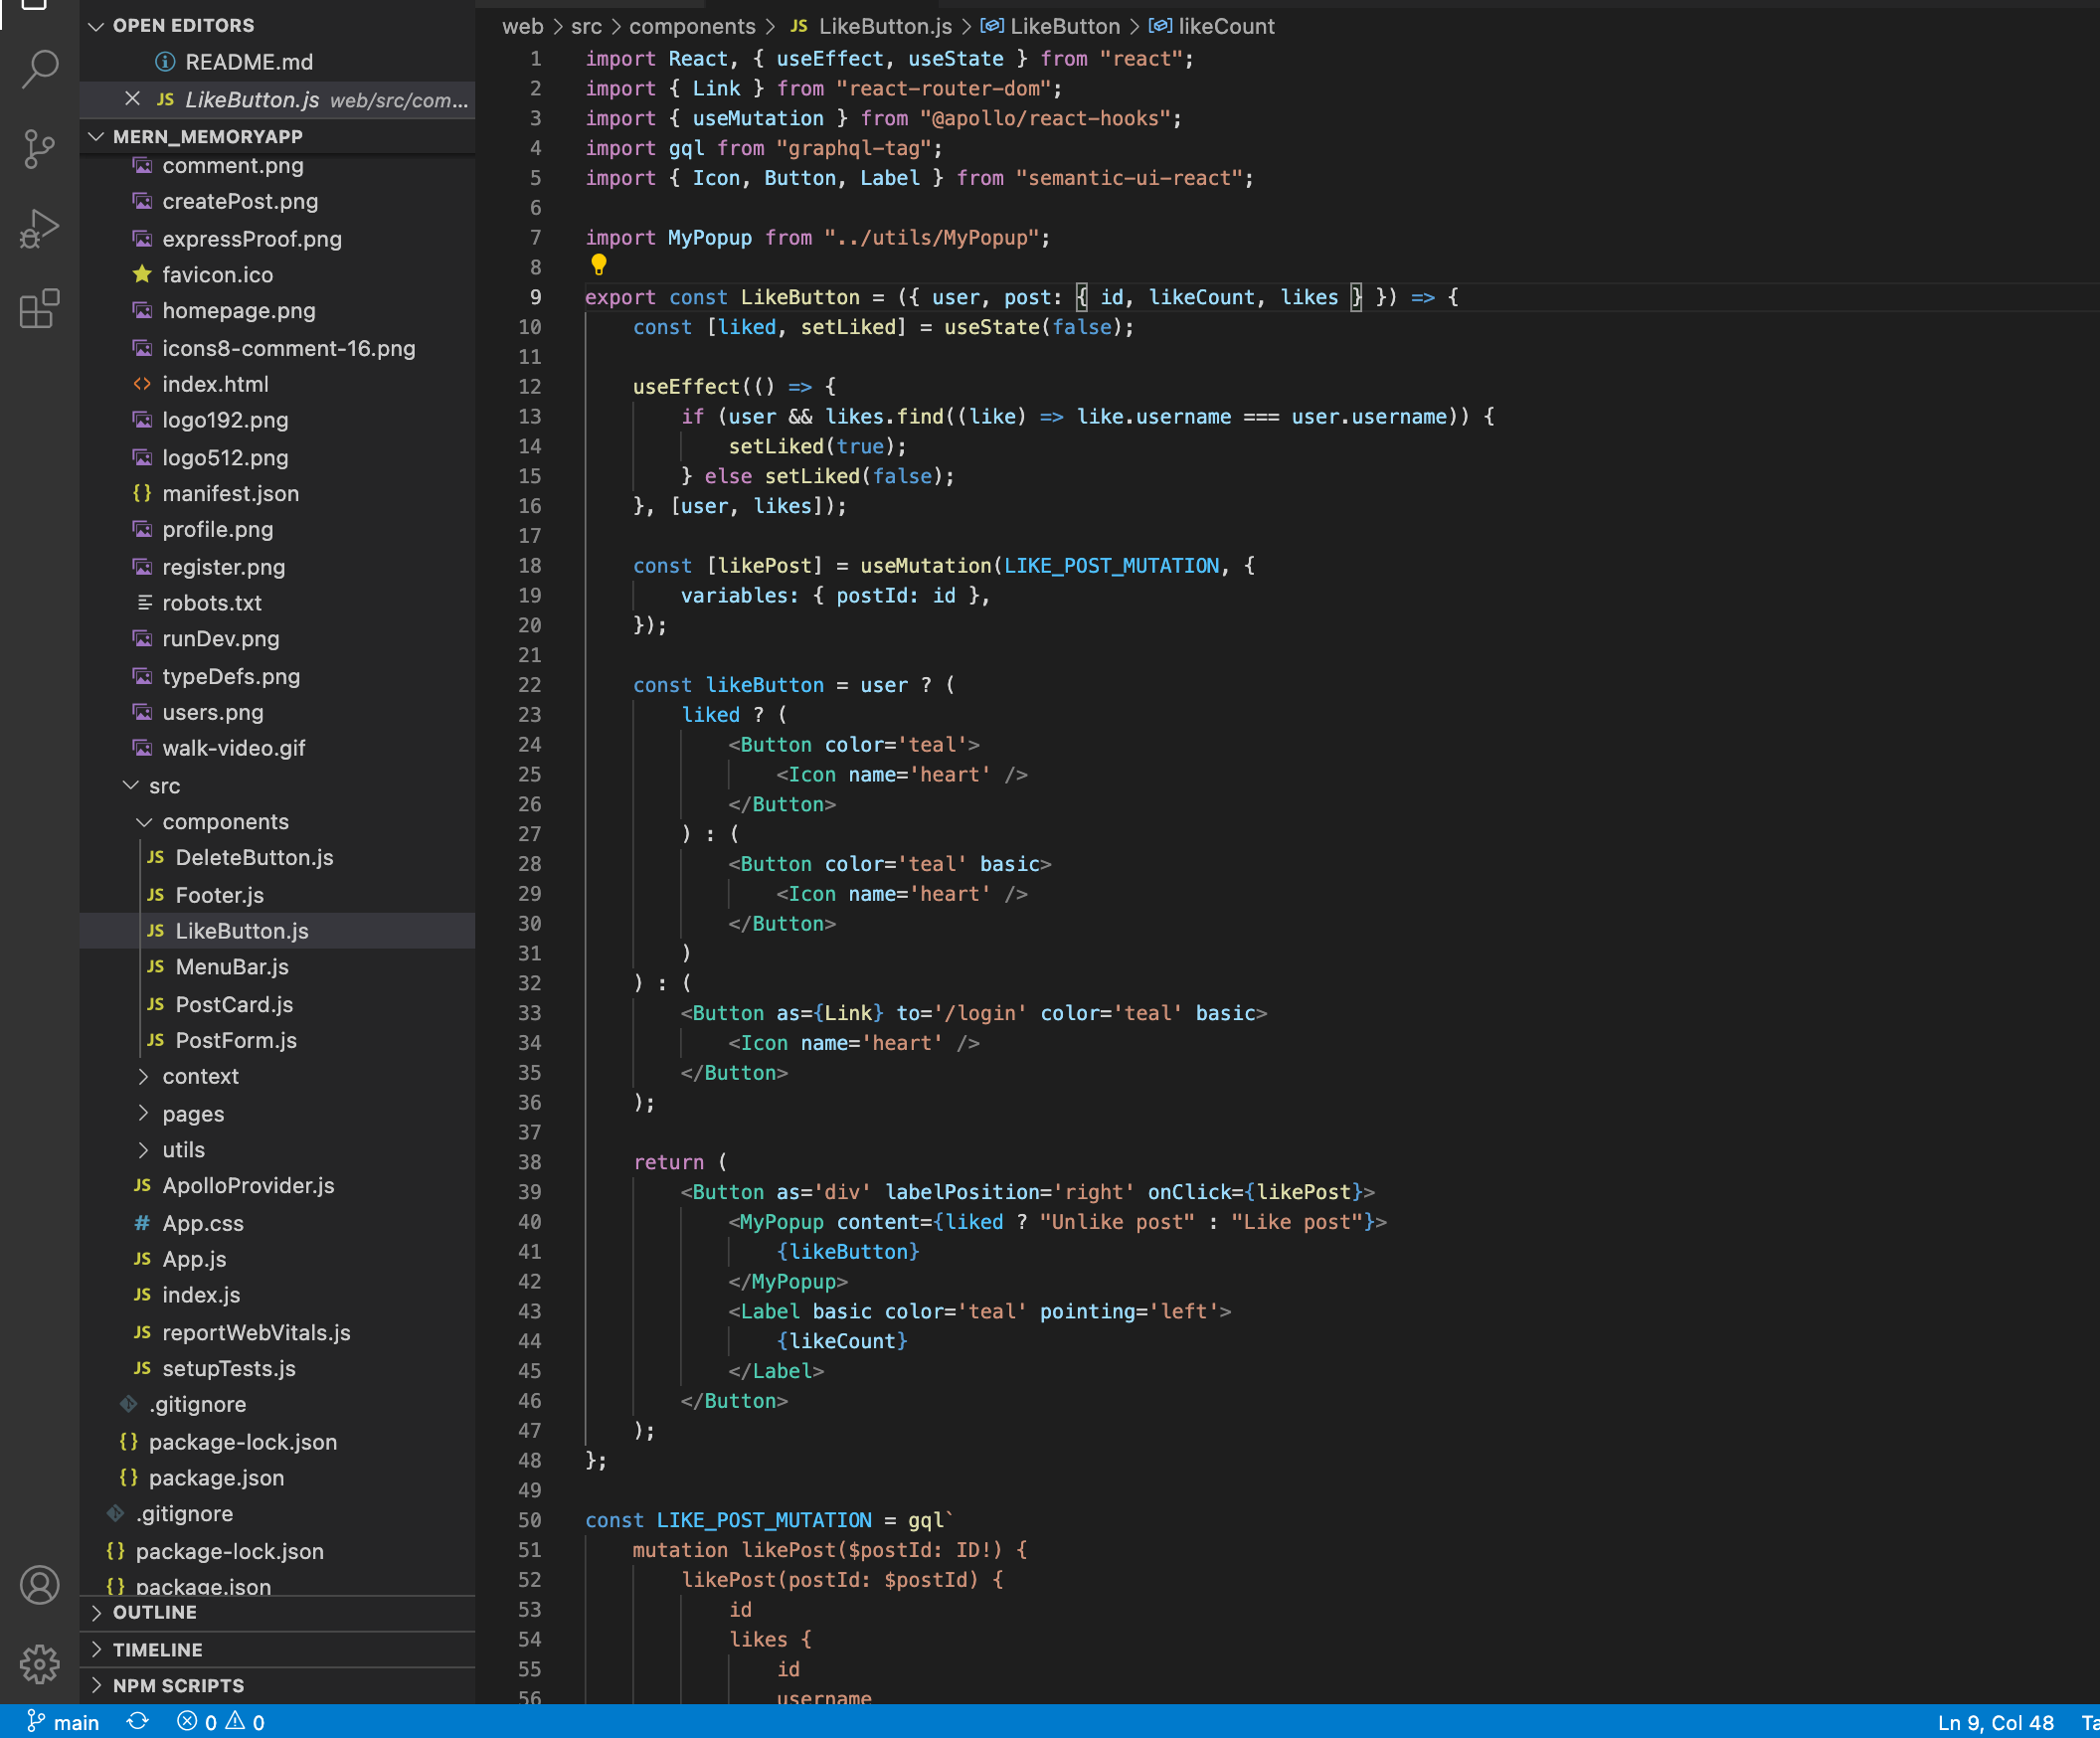 OPEN EDITORS
README.md
JS LikeButton.js web/src/com...
MERN_MEMORYAPP
comment.png
createPost.png
expressProof.png
favicon.ico
homepage.png
icons8-comment-16.png
<> index.html
logo192.png
logo512.png
{} manifest.json
profile.png
register.png
robots.txt
runDev.png
typeDefs.png
users.png
walk-video.gif
src
components
JS DeleteButton.js
JS Footer.js
JS LikeButton.js
JS MenuBar.js
JS PostCard.js
JS PostForm.js
context
pages
utils
JS ApolloProvider.js
# App.css
JS App.js
JS index.js
JS reportWebVitals.js
JS setupTests.js
.gitignore
{} package-lock.json
{} package.json
.gitignore
{} package-lock.json
{} package.json
OUTLINE
TIMELINE
NPM SCRIPTS
web > src > components > JS LikeButton.js > LikeButton > likeCount
1 import React, { useEffect, useState } from "react";
2 import { Link } from "react-router-dom";
3 import { useMutation } from "@apollo/react-hooks";
4 import gql from "graphql-tag";
5 import { Icon, Button, Label } from "semantic-ui-react";
6
7 import MyPopup from "../utils/MyPopup";
8
9 export const LikeButton = ({ user, post: { id, likeCount, likes } }) => {
10     const [liked, setLiked] = useState(false);
11
12     useEffect(() => {
13         if (user && likes.find((like) => like.username === user.username)) {
14             setLiked(true);
15         } else setLiked(false);
16     }, [user, likes]);
17
18     const [likePost] = useMutation(LIKE_POST_MUTATION, {
19         variables: { postId: id },
20     });
21
22     const likeButton = user ? (
23         liked ? (
24             <Button color='teal'>
25                 <Icon name='heart' />
26             </Button>
27         ) : (
28             <Button color='teal' basic>
29                 <Icon name='heart' />
30             </Button>
31         )
32     ) : (
33         <Button as={Link} to='/login' color='teal' basic>
34             <Icon name='heart' />
35         </Button>
36     );
37
38     return (
39         <Button as='div' labelPosition='right' onClick={likePost}>
40             <MyPopup content={liked ? "Unlike post" : "Like post"}>
41                 {likeButton}
42             </MyPopup>
43             <Label basic color='teal' pointing='left'>
44                 {likeCount}
45             </Label>
46         </Button>
47     );
48 };
49
50 const LIKE_POST_MUTATION = gql`
51     mutation likePost($postId: ID!) {
52         likePost(postId: $postId) {
53             id
54             likes {
55                 id
56                 username
main 0 0 Ln 9, Col 48 Ta